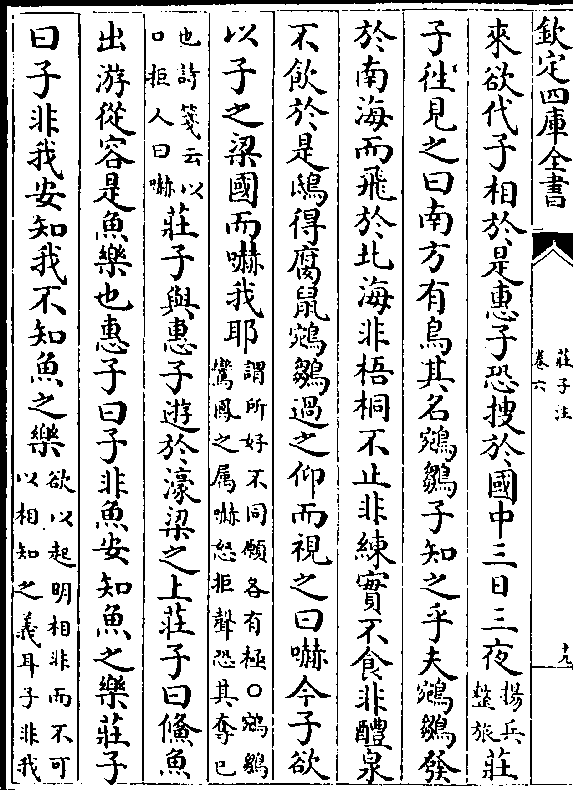 欽定四庫全書
莊子注
卷六
十九
來欲代子相於是惠子恐搜於國中三日三夜揚兵整旅莊
子徃見之曰南方有鳥其名鵷鶵子知之乎夫鵷鶵發
於南海而飛於北海非梧桐不止非練實不食非醴泉
不飲於是鴟得腐鼠鵷鶵過之仰而視之曰嚇今子欲
以子之梁國而嚇我耶謂所好不同願各有極○鵷鶵鸞鳳之属嚇怒拒聲恐其奪已
也詩箋云以口拒人曰嚇莊子與惠子遊於濠梁之上莊子曰儵魚
出游從容是魚樂也惠子曰子非魚安知魚之樂莊子
曰子非我安知我不知魚之樂欲以起明相非而不可以相知之義耳子非我